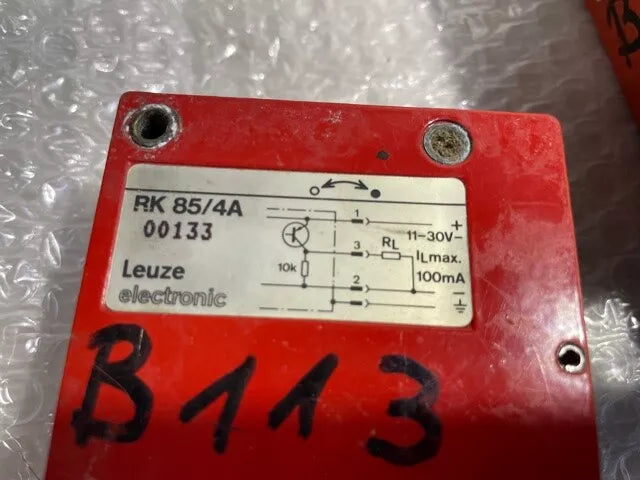 RK 85/4A
00133
Leuze
electronic
10k
1
3
2
RL
+
11-30V-
ILmax.
100mA
−
B113